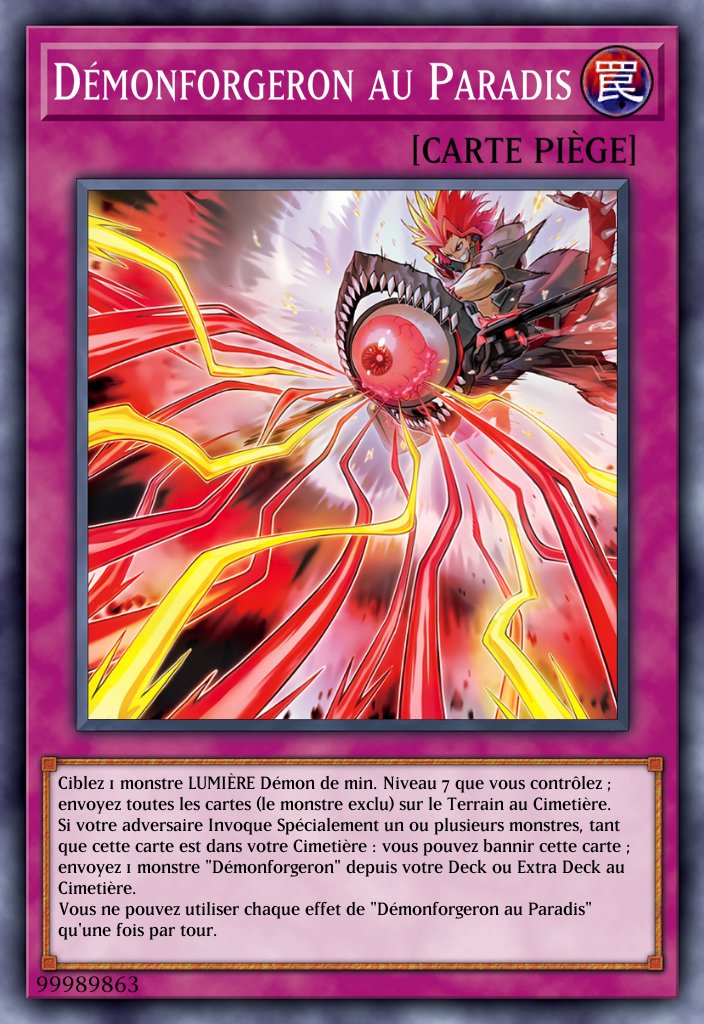 Démonforgeron au Paradis 罠
[CARTE PIÈGE]
Ciblez 1 monstre LUMIÈRE Démon de min. Niveau 7 que vous contrôlez ;
envoyez toutes les cartes (le monstre exclu) sur le Terrain au Cimetière.
Si votre adversaire Invoque Spécialement un ou plusieurs monstres, tant
que cette carte est dans votre Cimetière : vous pouvez bannir cette carte ;
envoyez 1 monstre "Démonforgeron" depuis votre Deck ou Extra Deck au
Cimetière.
Vous ne pouvez utiliser chaque effet de "Démonforgeron au Paradis"
qu'une fois par tour.
99989863